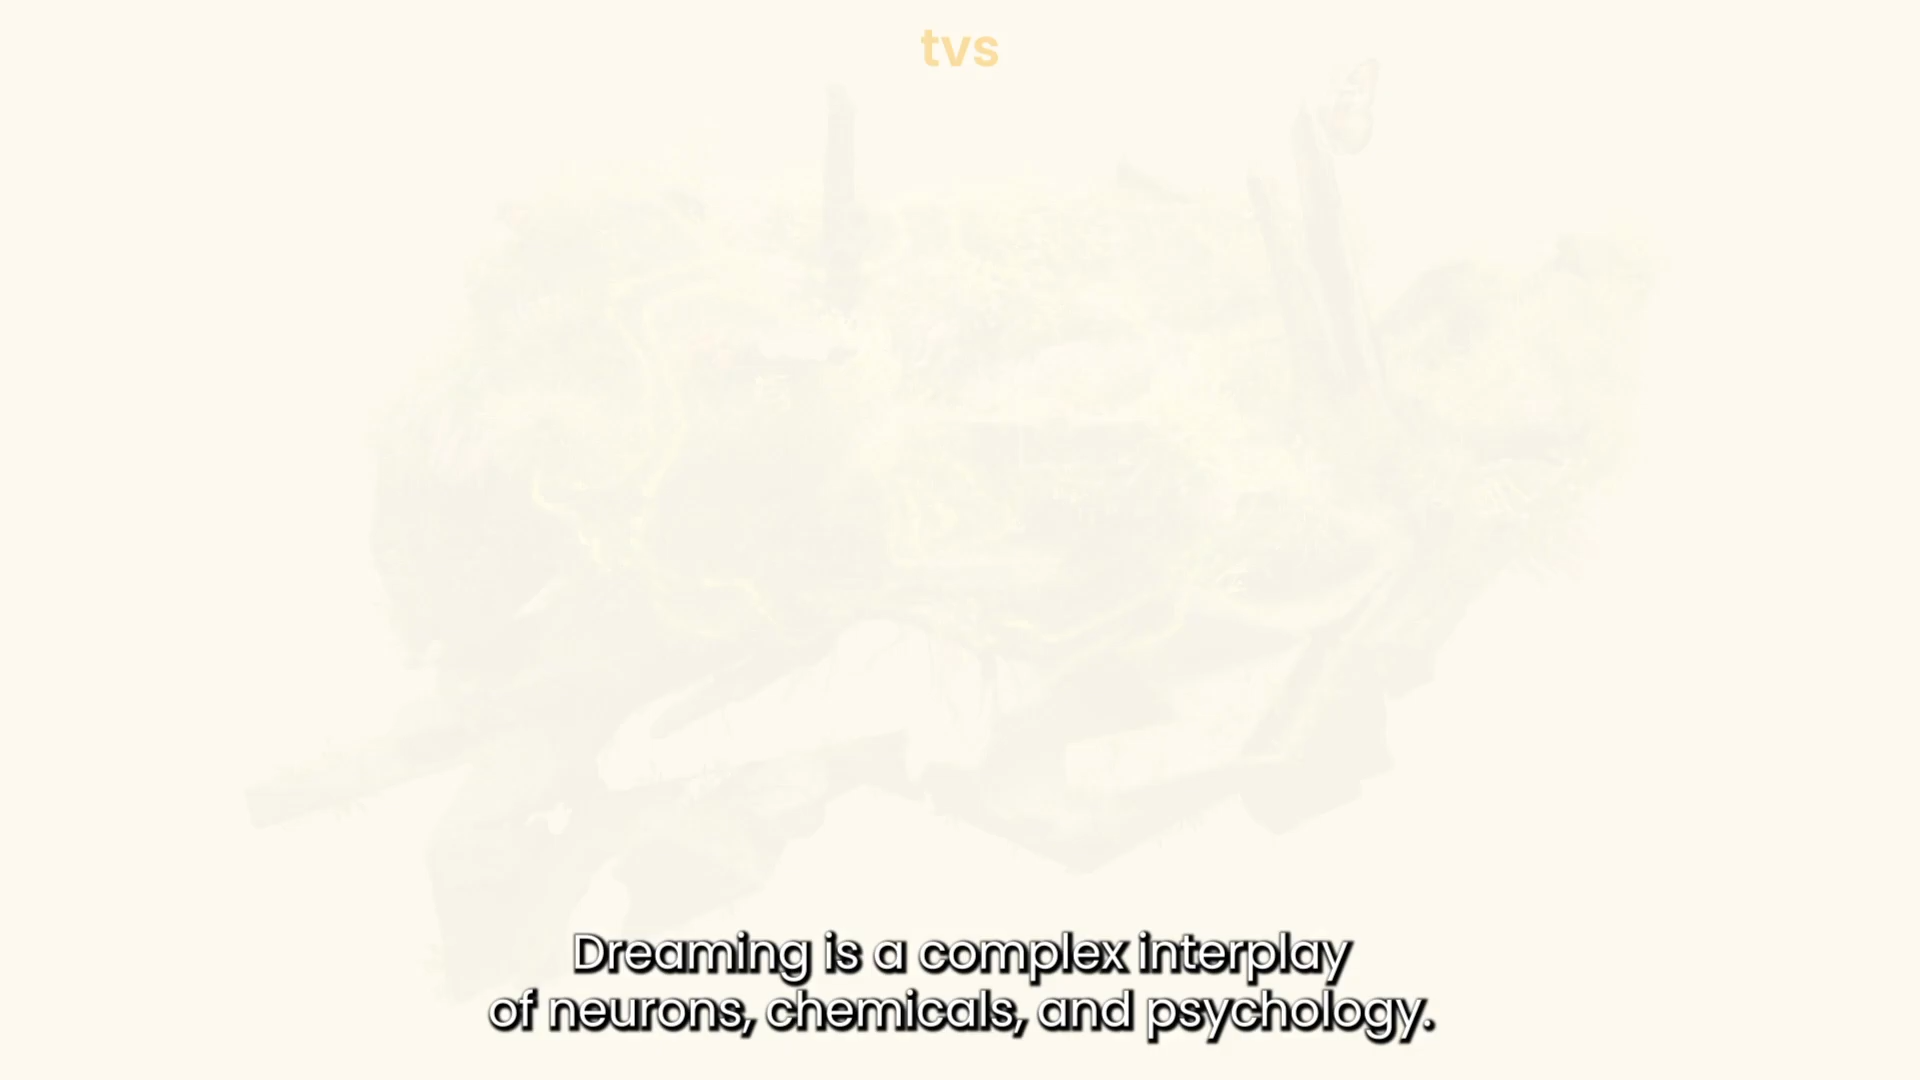 tvs
Dreaming is a complex interplay
of neurons, chemicals, and psychology.